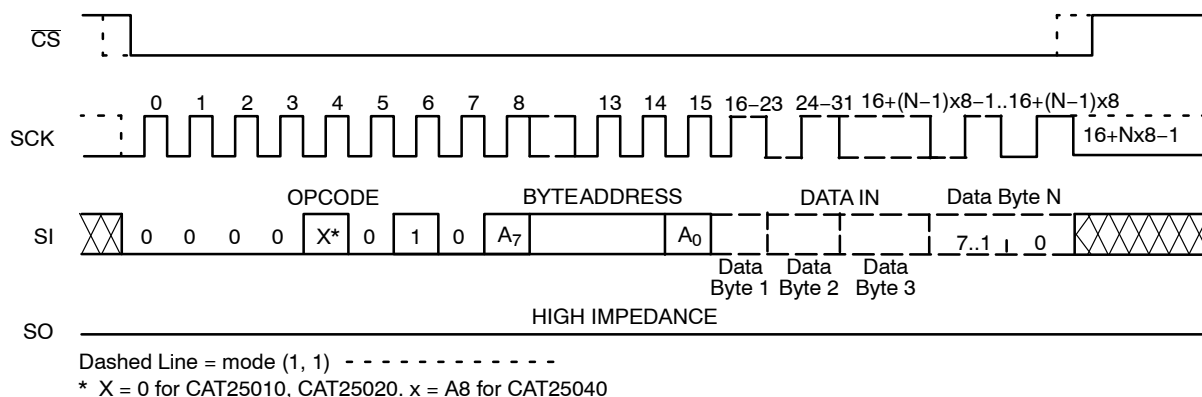 CS
0 1 2 3 4 5 6 7 8 13 14 15 16−23 24−31 16+(N−1)x8−1..16+(N−1)x8
SCK 16+Nx8−1
OPCODE BYTEADDRESS DATA IN Data Byte N
SI 0 0 0 0 X* 0 1 0 A7 A0 7..1 0
Data Byte 1 Data Byte 2 Data Byte 3
HIGH IMPEDANCE
SO
Dashed Line = mode (1, 1) - - - - - - - - - - - -
* X = 0 for CAT25010, CAT25020. x = A8 for CAT25040